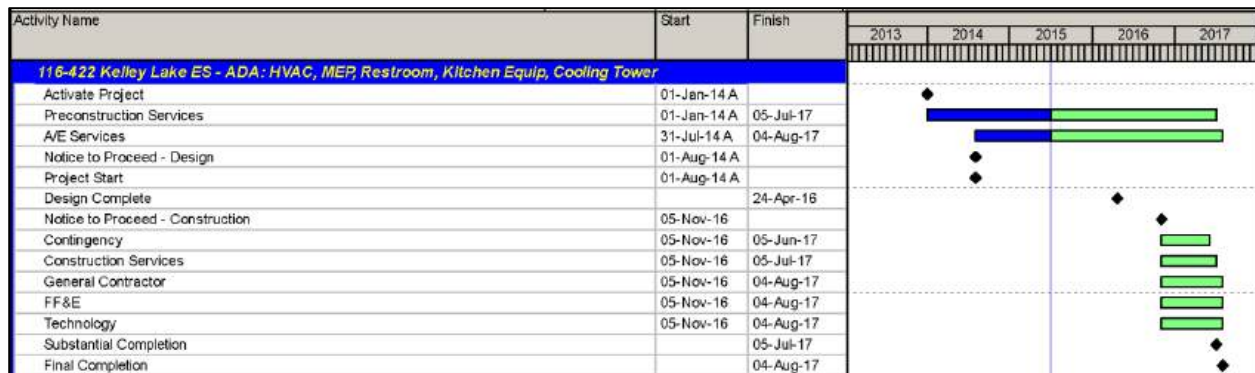 Activity Name Start Finish
2013 2014 2015 2016 2017
116-422 Kelley Lake ES - ADA: HVAC, MEP, Restroom, Kitchen Equip, Cooling Tower
Activate Project 01-Jan-14 A
Preconstruction Services 01-Jan-14 A 05-Jul-17
A/E Services 31-Jul-14 A 04-Aug-17
Notice to Proceed - Design 01-Aug-14 A
Project Start 01-Aug-14 A
Design Complete 24-Apr-16
Notice to Proceed - Construction 05-Nov-16
Contingency 05-Nov-16 05-Jun-17
Construction Services 05-Nov-16 05-Jul-17
General Contractor 05-Nov-16 04-Aug-17
FF&E 05-Nov-16 04-Aug-17
Technology 05-Nov-16 04-Aug-17
Substantial Completion 05-Jul-17
Final Completion 04-Aug-17